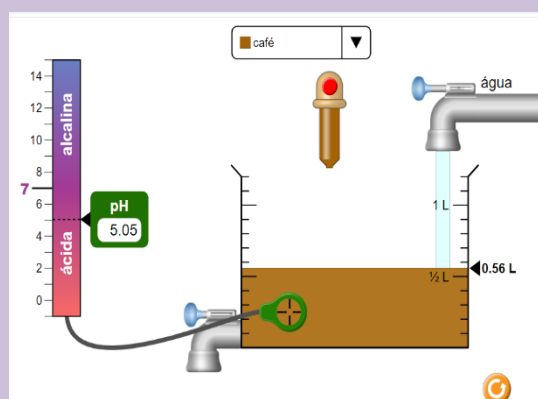 café
água
14
12
10
8
7
6
4
2
0
alcalina
ácida
pH
5.05
1 L
½ L
0.56 L